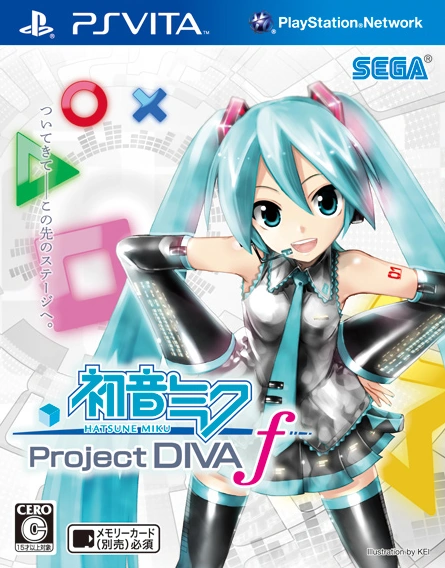 PSVITA™
PlayStation®Network
SEGA®
ついてきて――この先のステージへ。
01
初音ミク
HATSUNE MIKU
Project DIVA f
CERO
C
15才以上対象
メモリーカード
(別売)必須
Illustration by KEI